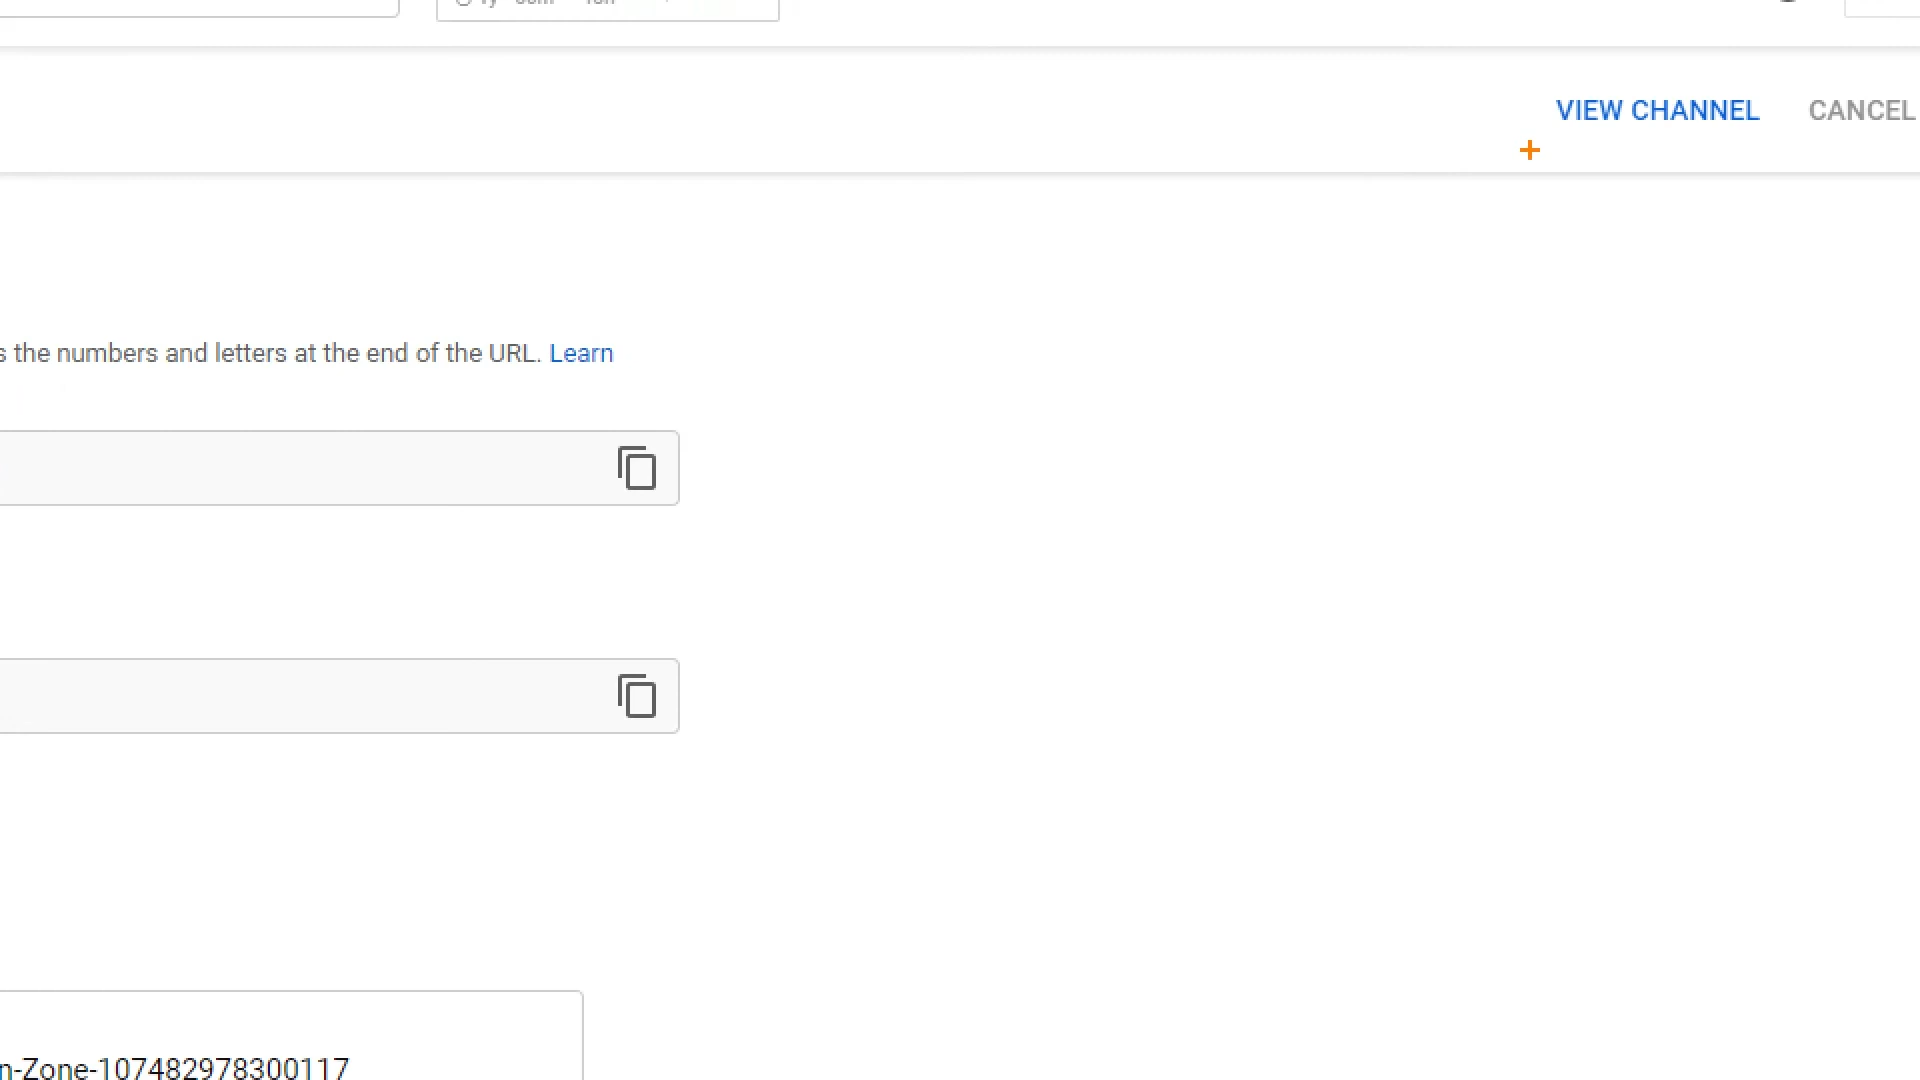 VIEW CHANNEL CANCEL
s the numbers and letters at the end of the URL. Learn
n-Zone-107482978300117